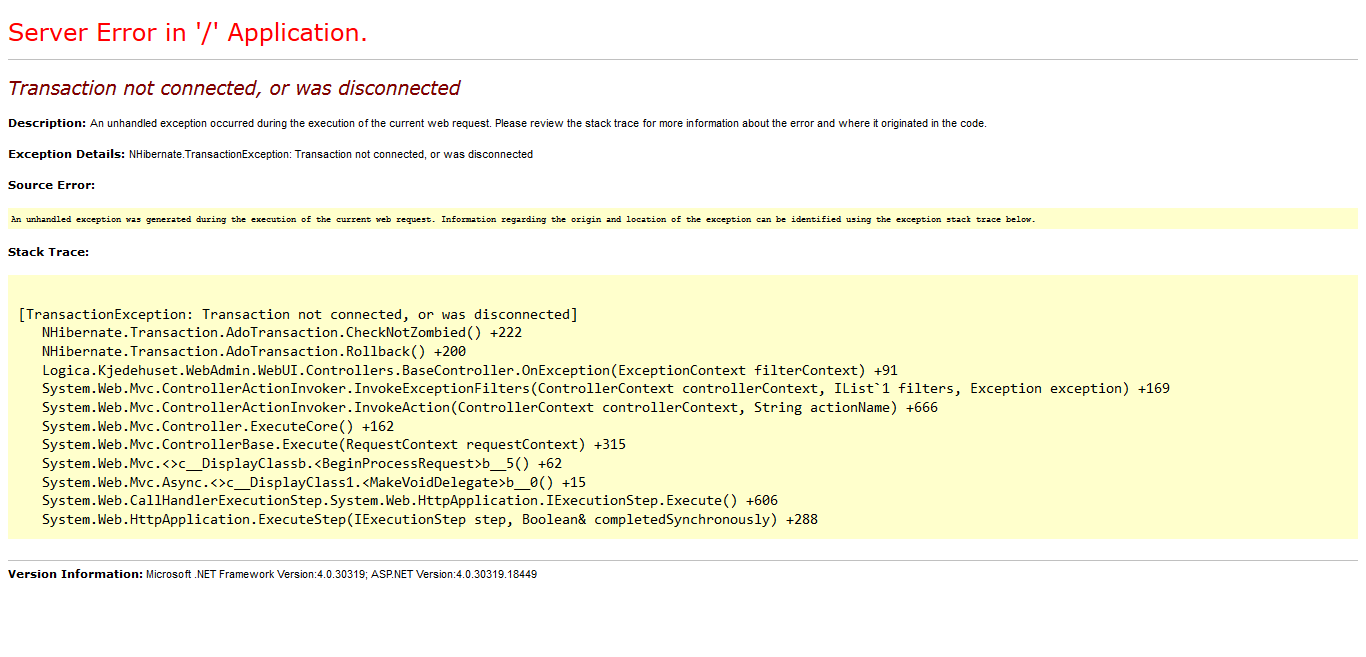 Server Error in '/' Application.
Transaction not connected, or was disconnected
Description: An unhandled exception occurred during the execution of the current web request. Please review the stack trace for more information about the error and where it originated in the code.
Exception Details: NHibernate.TransactionException: Transaction not connected, or was disconnected
Source Error:
An unhandled exception was generated during the execution of the current web request. Information regarding the origin and location of the exception can be identified using the exception stack trace below.
Stack Trace:
[TransactionException: Transaction not connected, or was disconnected]
NHibernate.Transaction.AdoTransaction.CheckNotZombied() +222
NHibernate.Transaction.AdoTransaction.Rollback() +200
Logica.Kjedehuset.WebAdmin.WebUI.Controllers.BaseController.OnException(ExceptionContext filterContext) +91
System.Web.Mvc.ControllerActionInvoker.InvokeExceptionFilters(ControllerContext controllerContext, IList`1 filters, Exception exception) +169
System.Web.Mvc.ControllerActionInvoker.InvokeAction(ControllerContext controllerContext, String actionName) +666
System.Web.Mvc.Controller.ExecuteCore() +162
System.Web.Mvc.ControllerBase.Execute(RequestContext requestContext) +315
System.Web.Mvc.<>c__DisplayClassb.<BeginProcessRequest>b__5() +62
System.Web.Mvc.Async.<>c__DisplayClass1.<MakeVoidDelegate>b__0() +15
System.Web.CallHandlerExecutionStep.System.Web.HttpApplication.IExecutionStep.Execute() +606
System.Web.HttpApplication.ExecuteStep(IExecutionStep step, Boolean& completedSynchronously) +288
Version Information: Microsoft .NET Framework Version:4.0.30319; ASP.NET Version:4.0.30319.18449